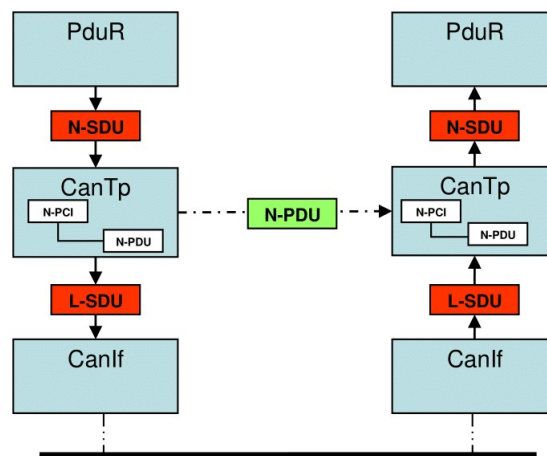 PduR
PduR
N-SDU
N-SDU
CanTp
CanTp
N-PCI
N-PDU
N-PDU
N-PCI
N-PDU
L-SDU
L-SDU
CanIf
CanIf